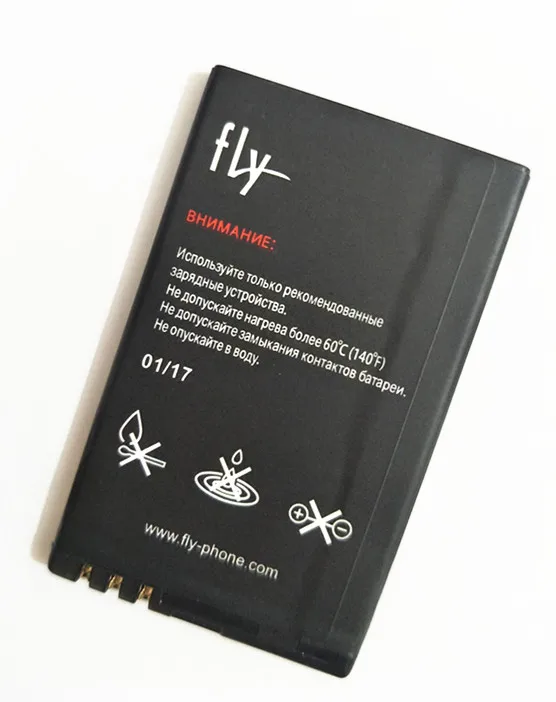 fly
ВНИМАНИЕ:
Используйте только рекомендованные
зарядные устройства.
Не допускайте нагрева более 60°C (140°F)
Не допускайте замыкания контактов батареи.
Не опускайте в воду.
01/17
www.fly-phone.com